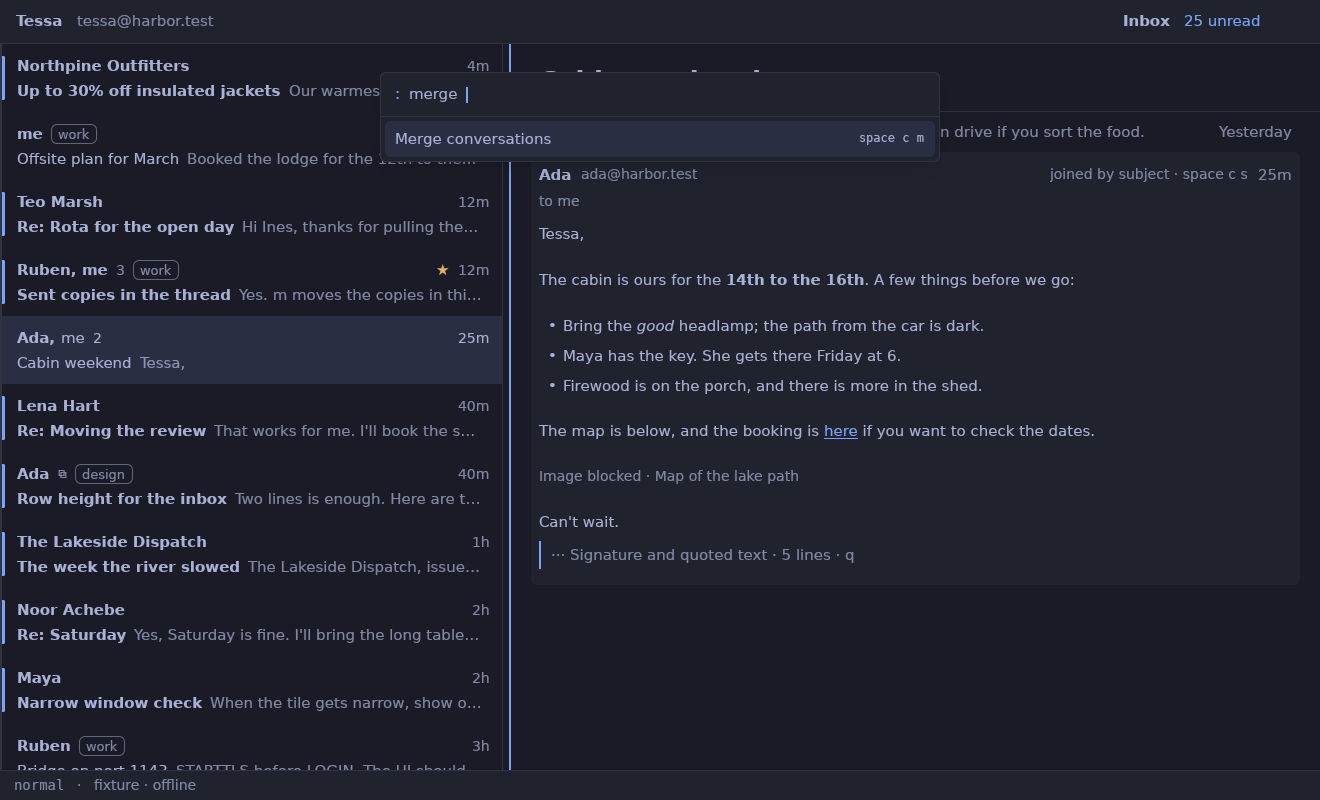 Tessa tessa@harbor.test Inbox 25 unread
Northpine Outfitters 4m
Up to 30% off insulated jackets Our warmes
: merge
Merge conversations space c m
me work
Offsite plan for March Booked the lodge for the
n drive if you sort the food. Yesterday
Teo Marsh 12m
Re: Rota for the open day Hi Ines, thanks for pulling the…
Ruben, me 3 work ★ 12m
Sent copies in the thread Yes. m moves the copies in thi…
Ada, me 2 25m
Cabin weekend Tessa,
Lena Hart 40m
Re: Moving the review That works for me. I'll book the s…
Ada design 40m
Row height for the inbox Two lines is enough. Here are t…
The Lakeside Dispatch 1h
The week the river slowed The Lakeside Dispatch, issue…
Noor Achebe 2h
Re: Saturday Yes, Saturday is fine. I'll bring the long table…
Maya 2h
Narrow window check When the tile gets narrow, show o…
Ruben work 3h
Bridge on port 1143 STARTTLS before LOGIN. The UI should
Ada ada@harbor.test joined by subject · space c s 25m
to me
Tessa,
The cabin is ours for the 14th to the 16th. A few things before we go:
• Bring the good headlamp; the path from the car is dark.
• Maya has the key. She gets there Friday at 6.
• Firewood is on the porch, and there is more in the shed.
The map is below, and the booking is here if you want to check the dates.
Image blocked · Map of the lake path
Can't wait.
··· Signature and quoted text · 5 lines · q
normal · fixture · offline